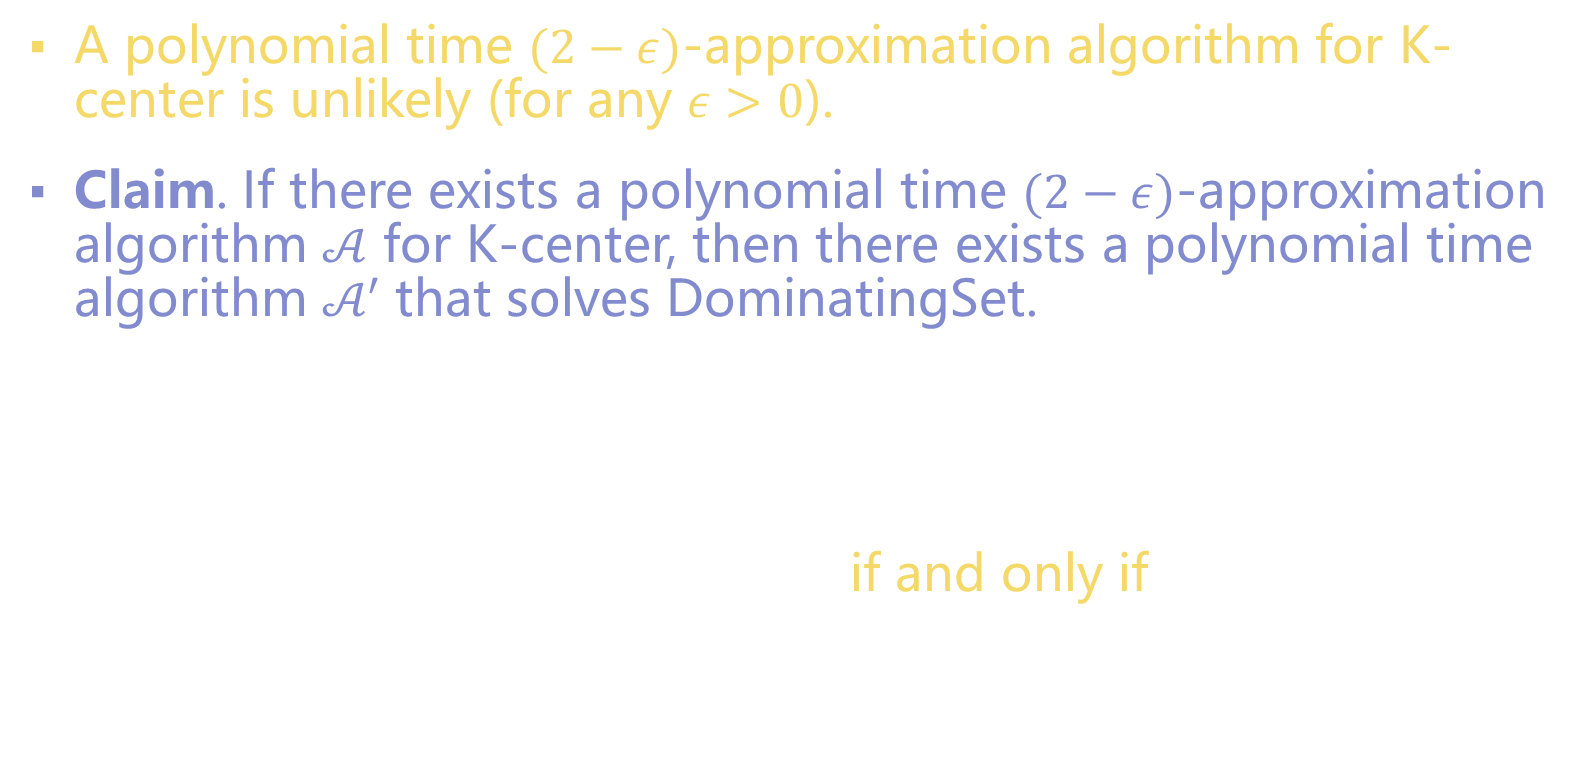 ▪ A polynomial time (2 − ϵ)-approximation algorithm for K-
center is unlikely (for any ϵ > 0).
▪ Claim. If there exists a polynomial time (2 − ϵ)-approximation
algorithm 𝒜 for K-center, then there exists a polynomial time
algorithm 𝒜′ that solves DominatingSet.
if and only if